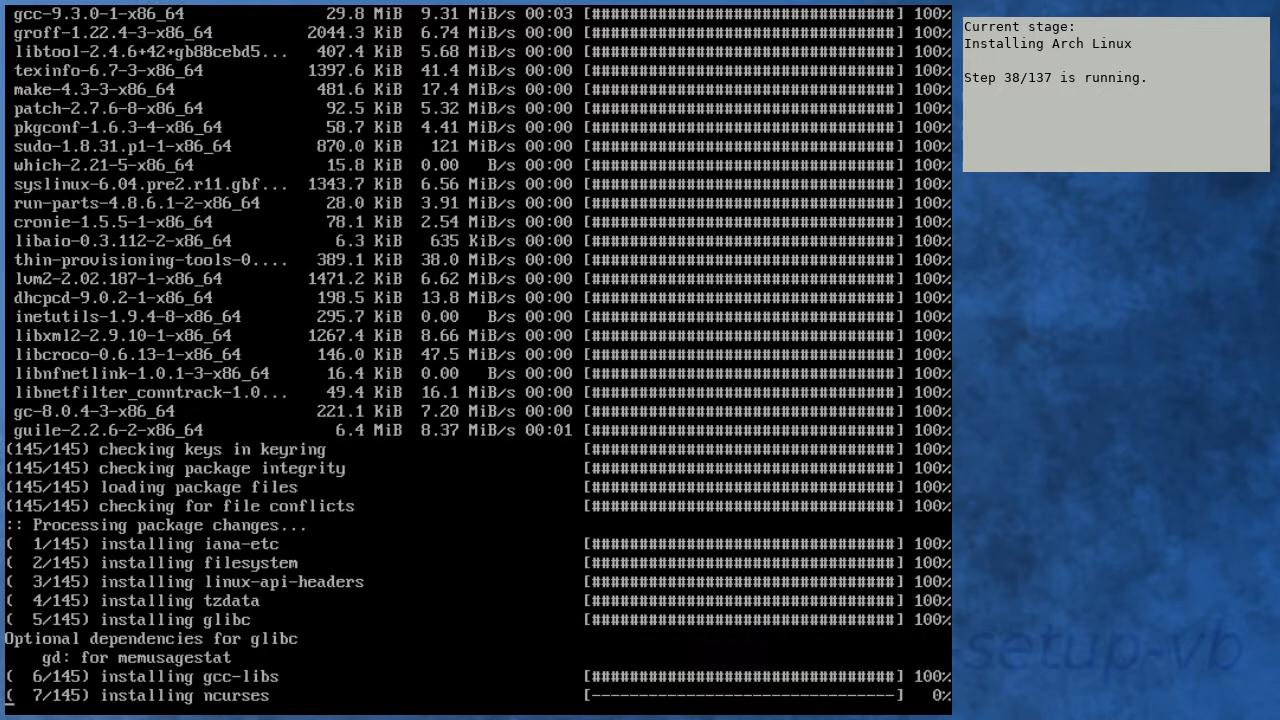 gcc-9.3.0-1-x86_64 29.8 MiB 9.31 MiB/s 00:03 [################################] 100%
groff-1.22.4-3-x86_64 2044.3 KiB 6.74 MiB/s 00:00 [################################] 100%
libtool-2.4.6+42+gb88cebd5... 407.4 KiB 5.68 MiB/s 00:00 [################################] 100%
texinfo-6.7-3-x86_64 1397.6 KiB 41.4 MiB/s 00:00 [################################] 100%
make-4.3-3-x86_64 481.6 KiB 17.4 MiB/s 00:00 [################################] 100%
patch-2.7.6-8-x86_64 92.5 KiB 5.32 MiB/s 00:00 [################################] 100%
pkgconf-1.6.3-4-x86_64 58.7 KiB 4.41 MiB/s 00:00 [################################] 100%
sudo-1.8.31.p1-1-x86_64 870.0 KiB 121 MiB/s 00:00 [################################] 100%
which-2.21-5-x86_64 15.8 KiB 0.00 B/s 00:00 [################################] 100%
syslinux-6.04.pre2.r11.gbf... 1343.7 KiB 6.56 MiB/s 00:00 [################################] 100%
run-parts-4.8.6.1-2-x86_64 28.0 KiB 3.91 MiB/s 00:00 [################################] 100%
cronie-1.5.5-1-x86_64 78.1 KiB 2.54 MiB/s 00:00 [################################] 100%
libaio-0.3.112-2-x86_64 6.3 KiB 635 KiB/s 00:00 [################################] 100%
thin-provisioning-tools-0.... 389.1 KiB 38.0 MiB/s 00:00 [################################] 100%
lvm2-2.02.187-1-x86_64 1471.2 KiB 6.62 MiB/s 00:00 [################################] 100%
dhcpcd-9.0.2-1-x86_64 198.5 KiB 13.8 MiB/s 00:00 [################################] 100%
inetutils-1.9.4-8-x86_64 295.7 KiB 0.00 B/s 00:00 [################################] 100%
libxml2-2.9.10-1-x86_64 1267.4 KiB 8.66 MiB/s 00:00 [################################] 100%
libcroco-0.6.13-1-x86_64 146.0 KiB 47.5 MiB/s 00:00 [################################] 100%
libnfnetlink-1.0.1-3-x86_64 16.4 KiB 0.00 B/s 00:00 [################################] 100%
libnetfilter_conntrack-1.0... 49.4 KiB 16.1 MiB/s 00:00 [################################] 100%
gc-8.0.4-3-x86_64 221.1 KiB 7.20 MiB/s 00:00 [################################] 100%
guile-2.2.6-2-x86_64 6.4 MiB 8.37 MiB/s 00:01 [################################] 100%
(145/145) checking keys in keyring [################################] 100%
(145/145) checking package integrity [################################] 100%
(145/145) loading package files [################################] 100%
(145/145) checking for file conflicts [################################] 100%
:: Processing package changes...
( 1/145) installing iana-etc [################################] 100%
( 2/145) installing filesystem [################################] 100%
( 3/145) installing linux-api-headers [################################] 100%
( 4/145) installing tzdata [################################] 100%
( 5/145) installing glibc [################################] 100%
Optional dependencies for glibc
gd: for memusagestat
( 6/145) installing gcc-libs [################################] 100%
( 7/145) installing ncurses [--------------------------------] 0%
Current stage:
Installing Arch Linux
Step 38/137 is running.
setup-vb